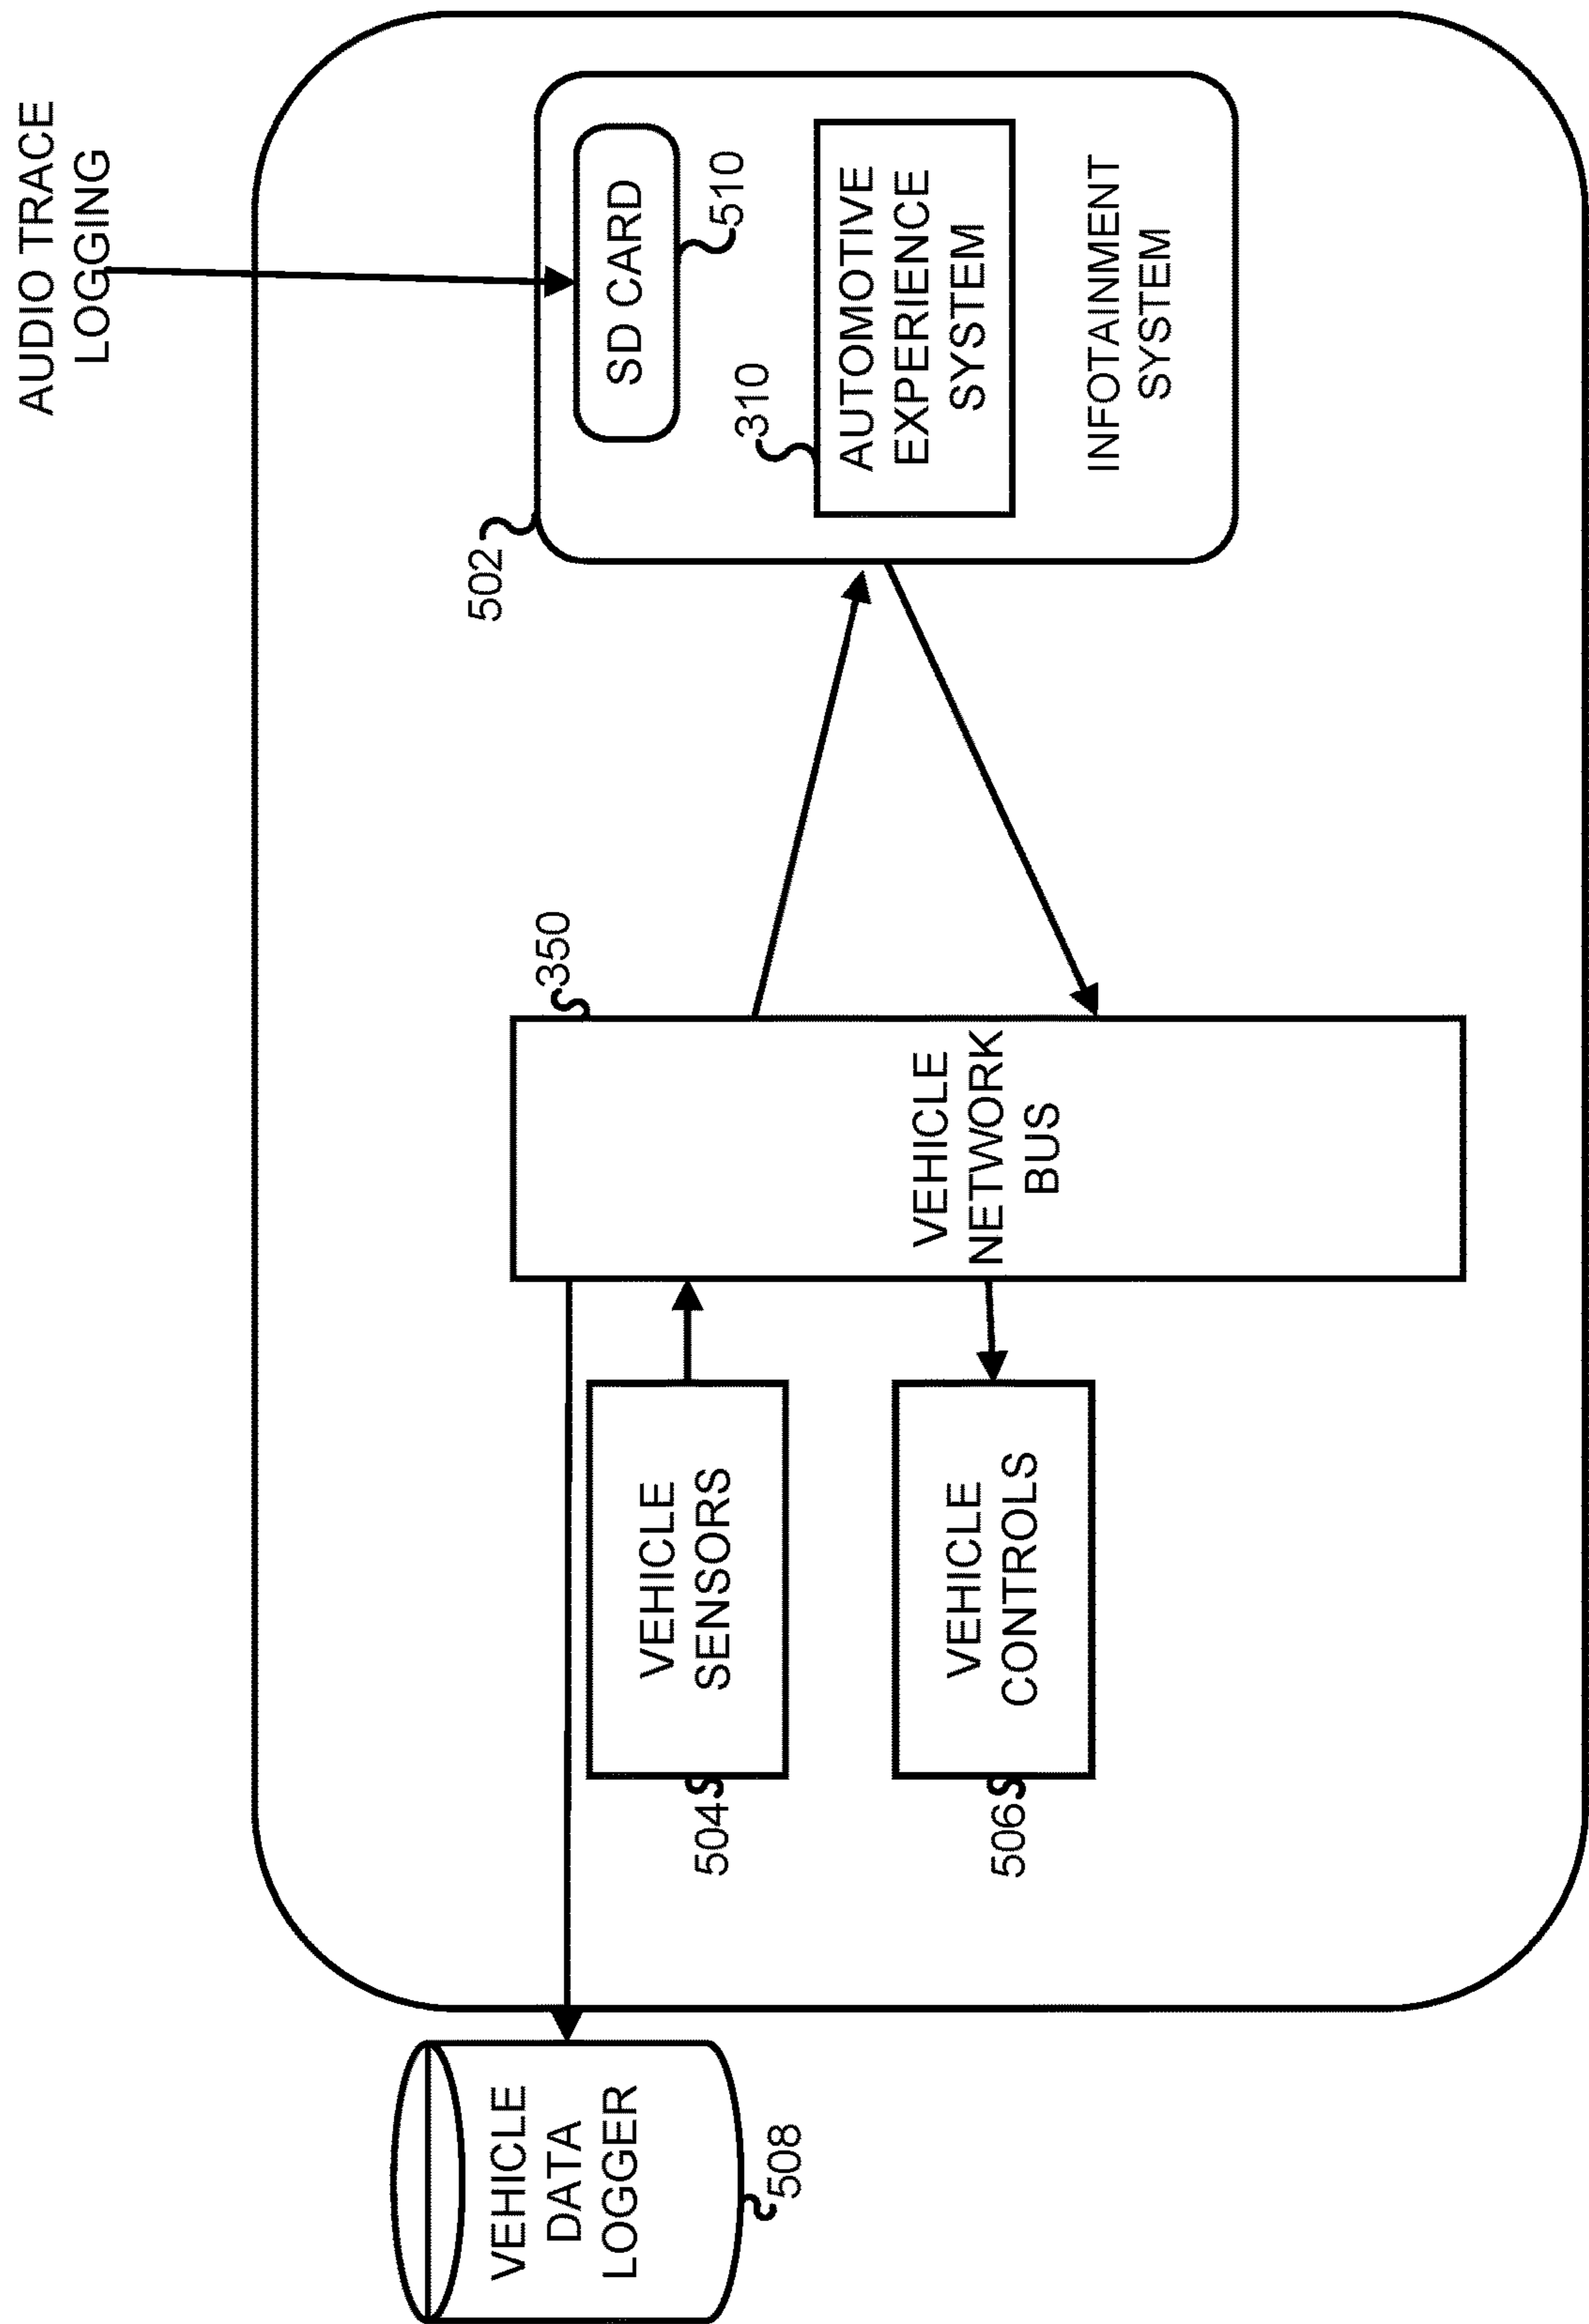 AUDIO TRACE
LOGGING
SD CARD
510
502
310
AUTOMOTIVE
EXPERIENCE
SYSTEM
INFOTAINMENT
SYSTEM
350
VEHICLE
NETWORK
BUS
VEHICLE
SENSORS
504
VEHICLE
CONTROLS
506
VEHICLE
DATA
LOGGER
508